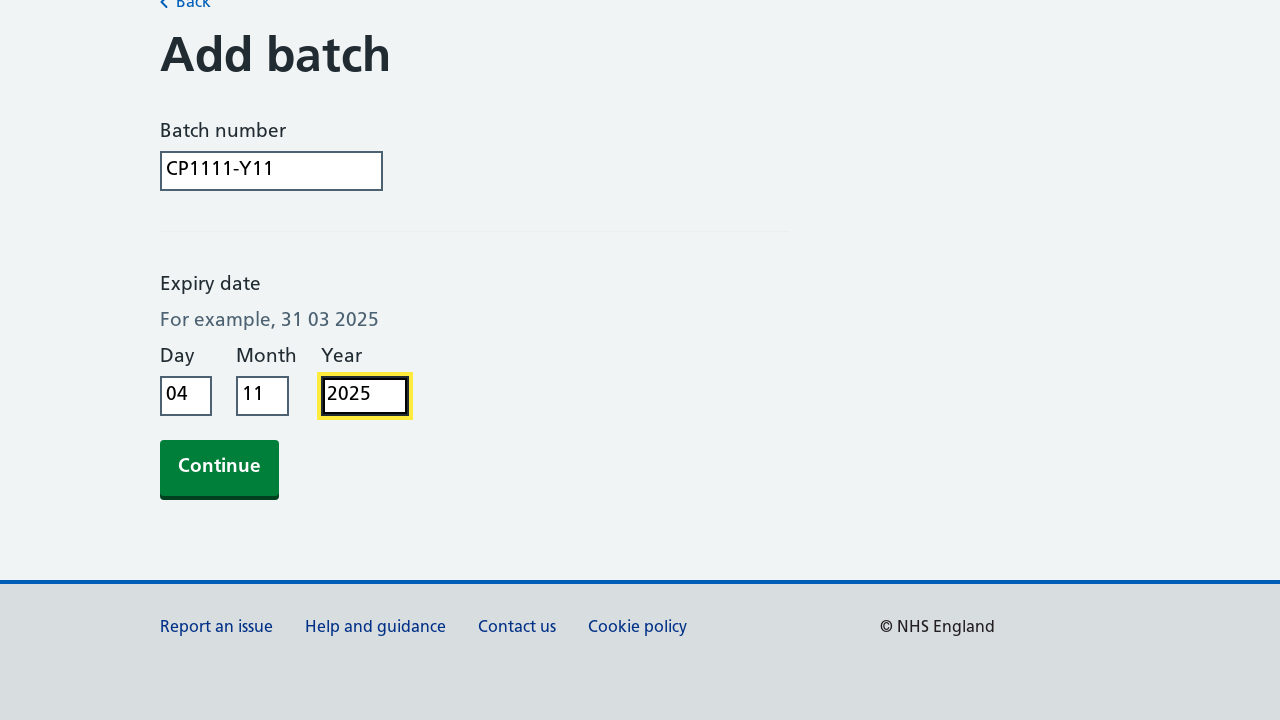 Back
Add batch
Batch number
CP1111-Y11
Expiry date
For example, 31 03 2025
Day Month Year
04 11 2025
Continue
Report an issue Help and guidance Contact us Cookie policy © NHS England